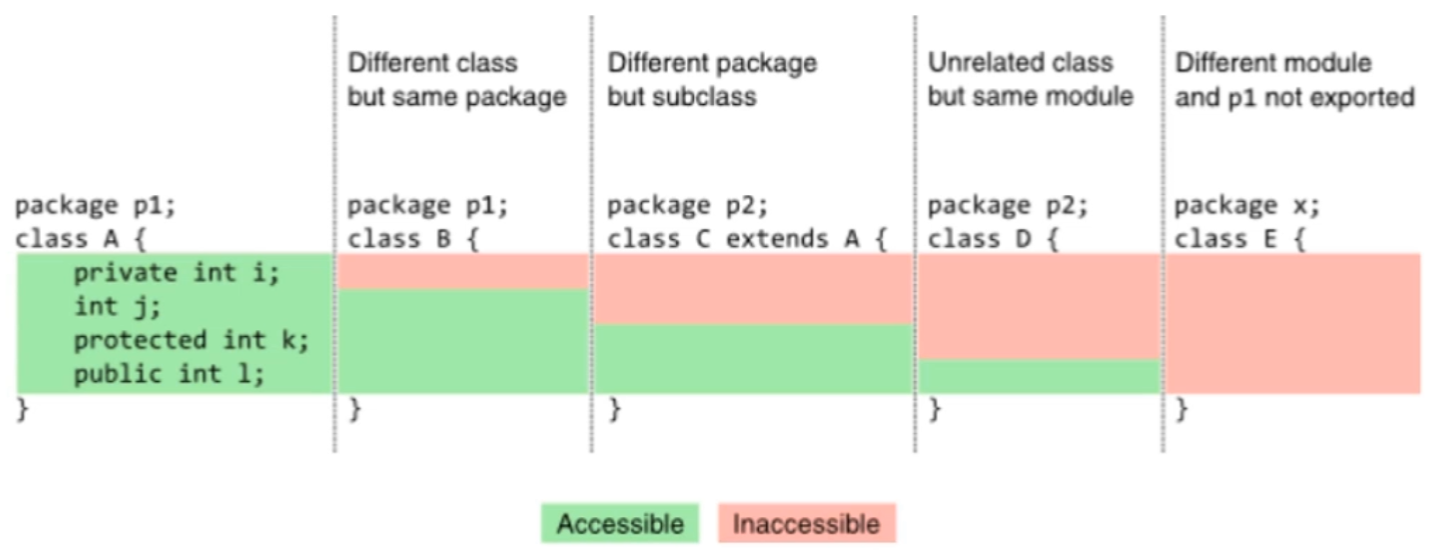 Different class
but same package
Different package
but subclass
Unrelated class
but same module
Different module
and p1 not exported
package p1;
class A {
private int i;
int j;
protected int k;
public int l;
}
package p1;
class B {
}
package p2;
class C extends A {
}
package p2;
class D {
}
package x;
class E {
}
Accessible
Inaccessible